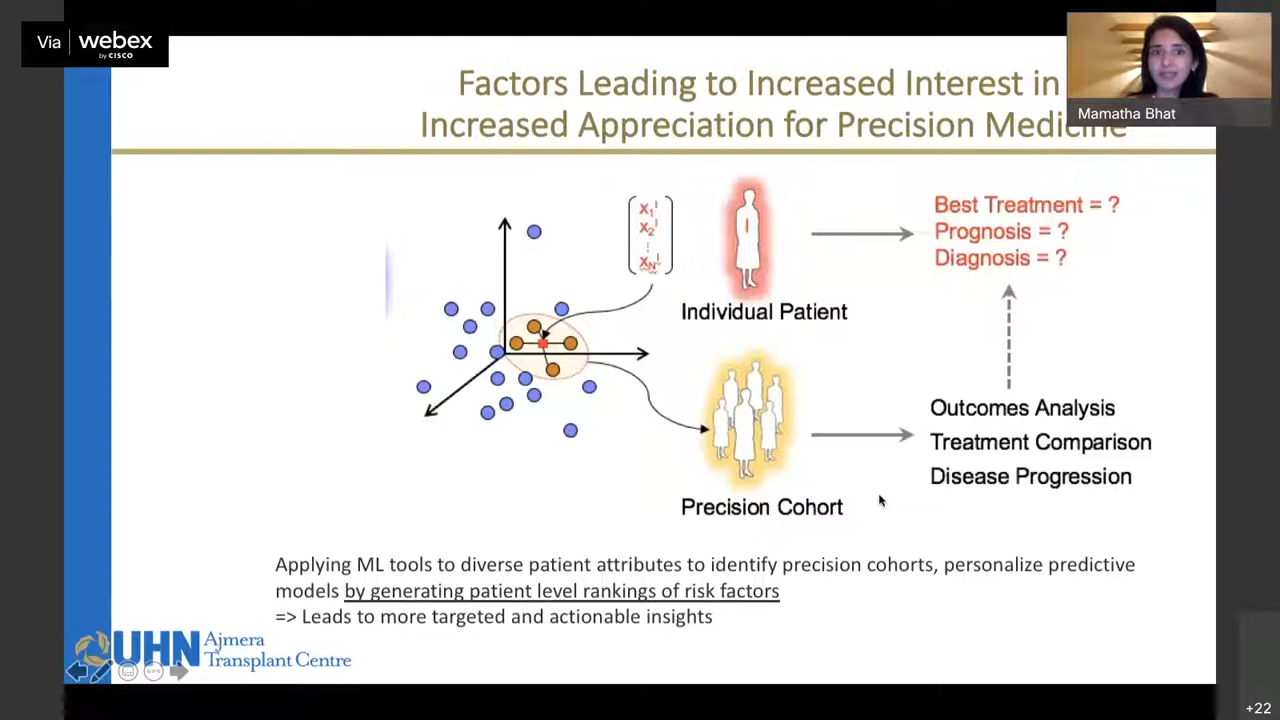 Via webex
by CISCO
Factors Leading to Increased Interest in
Increased Appreciation for Precision Medicine
Mamatha Bhat
x1I
x2I
⋮
xNI
I
Best Treatment = ?
Prognosis = ?
Diagnosis = ?
Individual Patient
Outcomes Analysis
Treatment Comparison
Disease Progression
Precision Cohort
Applying ML tools to diverse patient attributes to identify precision cohorts, personalize predictive
models by generating patient level rankings of risk factors
=> Leads to more targeted and actionable insights
UHN Ajmera
Transplant Centre
+22